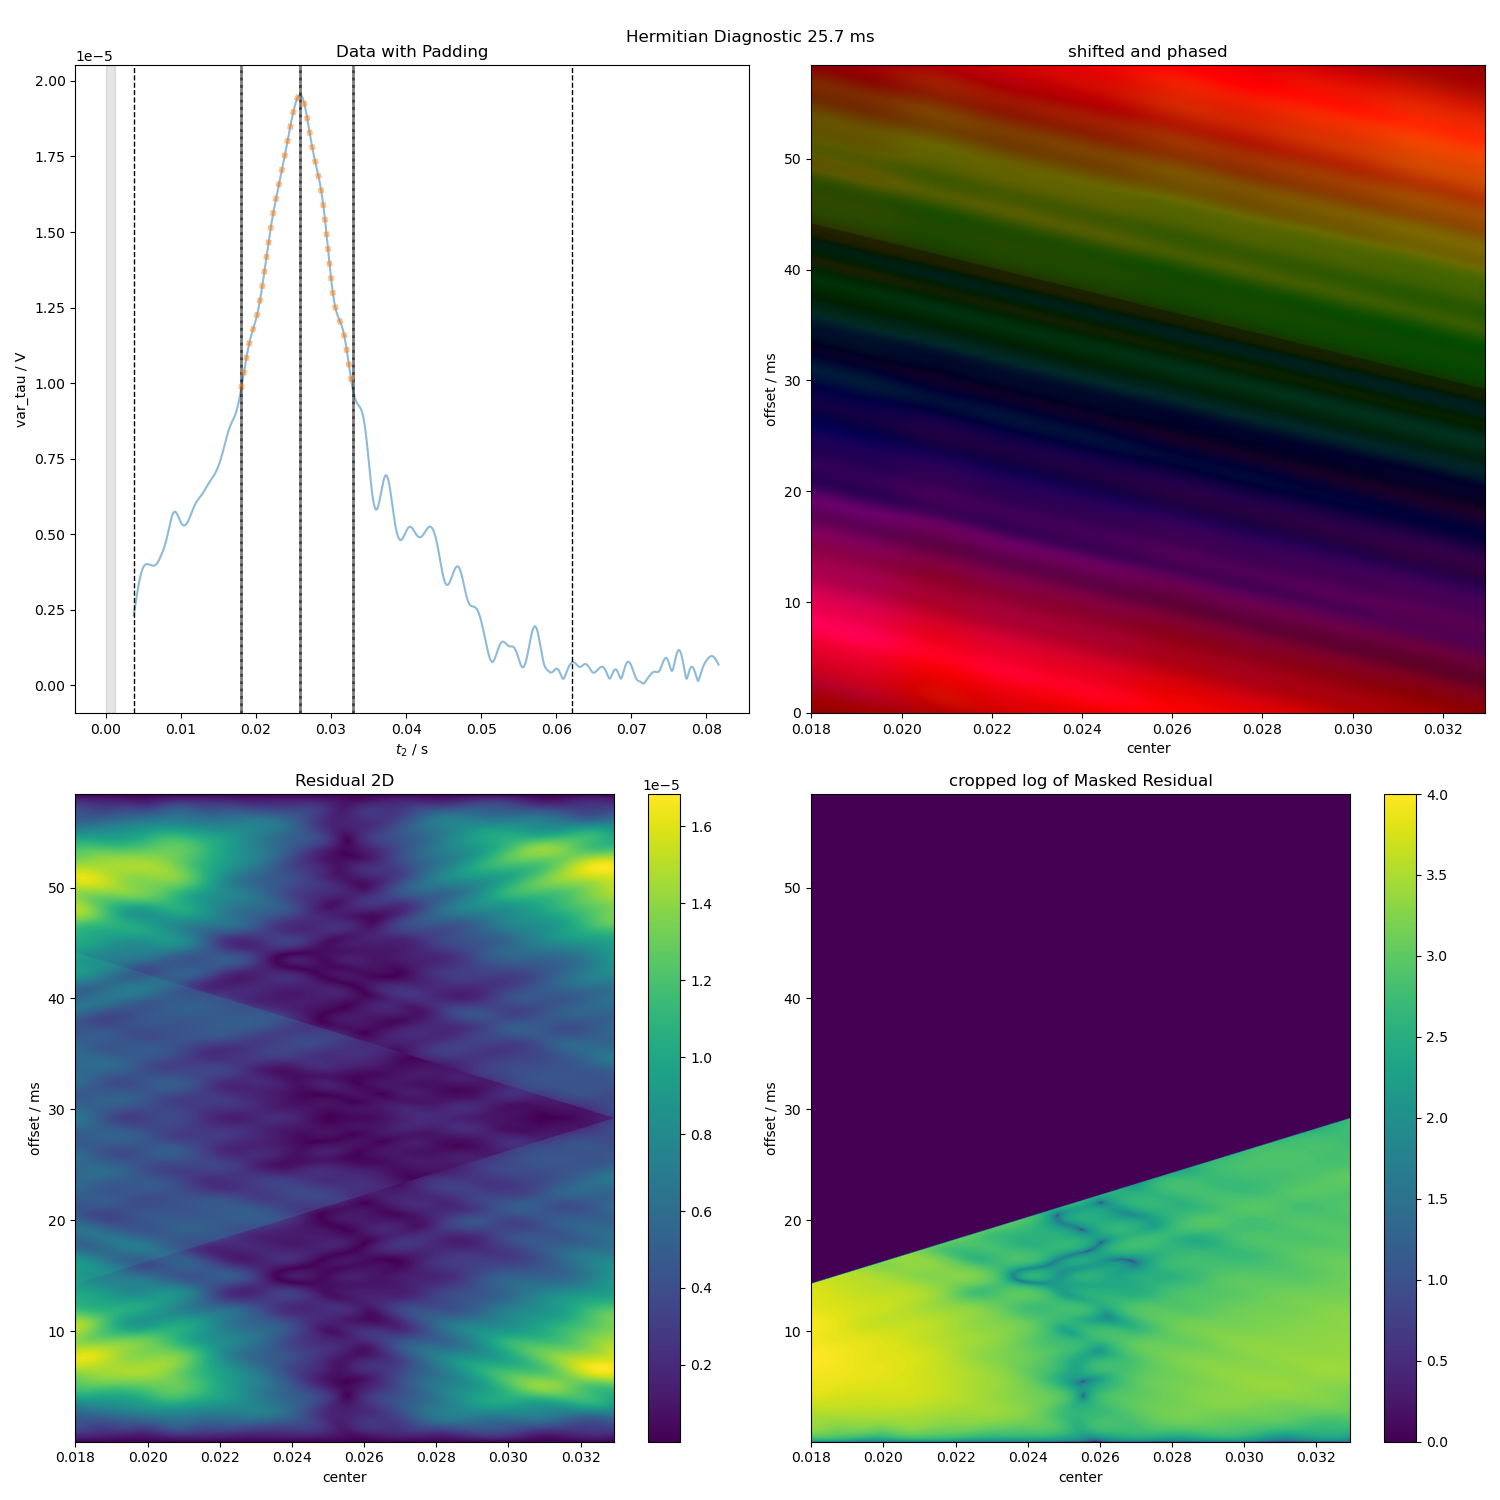 Hermitian Diagnostic 25.7 ms
Data with Padding
1e−5
2.00
1.75
1.50
1.25
1.00
0.75
0.50
0.25
0.00
var_tau / V
0.00 0.01 0.02 0.03 0.04 0.05 0.06 0.07 0.08
t₂ / s
shifted and phased
50
40
30
20
10
0
offset / ms
0.018 0.020 0.022 0.024 0.026 0.028 0.030 0.032
center
Residual 2D
50
40
30
20
10
offset / ms
0.018 0.020 0.022 0.024 0.026 0.028 0.030 0.032
center
1e−5
1.6
1.4
1.2
1.0
0.8
0.6
0.4
0.2
cropped log of Masked Residual
50
40
30
20
10
offset / ms
0.018 0.020 0.022 0.024 0.026 0.028 0.030 0.032
center
4.0
3.5
3.0
2.5
2.0
1.5
1.0
0.5
0.0